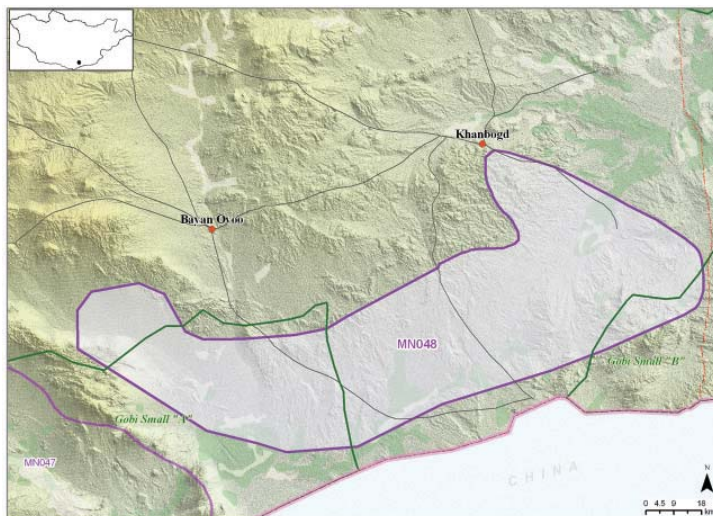 Khanbogd
Bayan Ovoo
MN048
Gobi Small "B"
Gobi Small "A"
MN047
CHINA
N
0 4.5 9 18
km